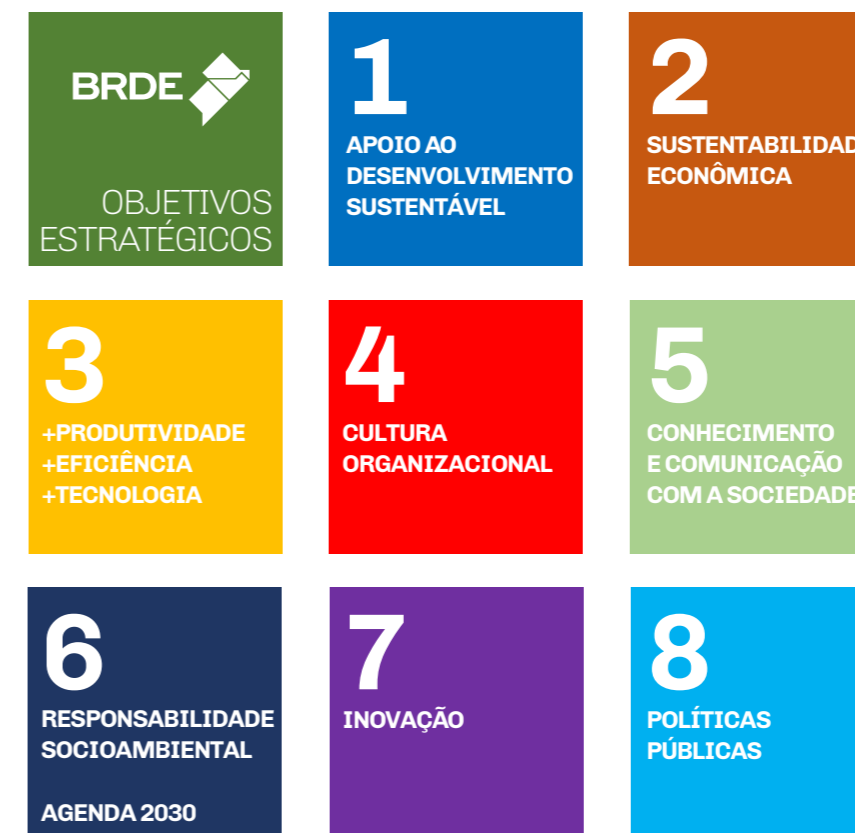 BRDE
OBJETIVOS
ESTRATÉGICOS
1
APOIO AO
DESENVOLVIMENTO
SUSTENTÁVEL
2
SUSTENTABILIDAD
ECONÔMICA
3
+PRODUTIVIDADE
+EFICIÊNCIA
+TECNOLOGIA
4
CULTURA
ORGANIZACIONAL
5
CONHECIMENTO
E COMUNICAÇÃO
COM A SOCIEDADE
6
RESPONSABILIDADE
SOCIOAMBIENTAL
AGENDA 2030
7
INOVAÇÃO
8
POLÍTICAS
PÚBLICAS